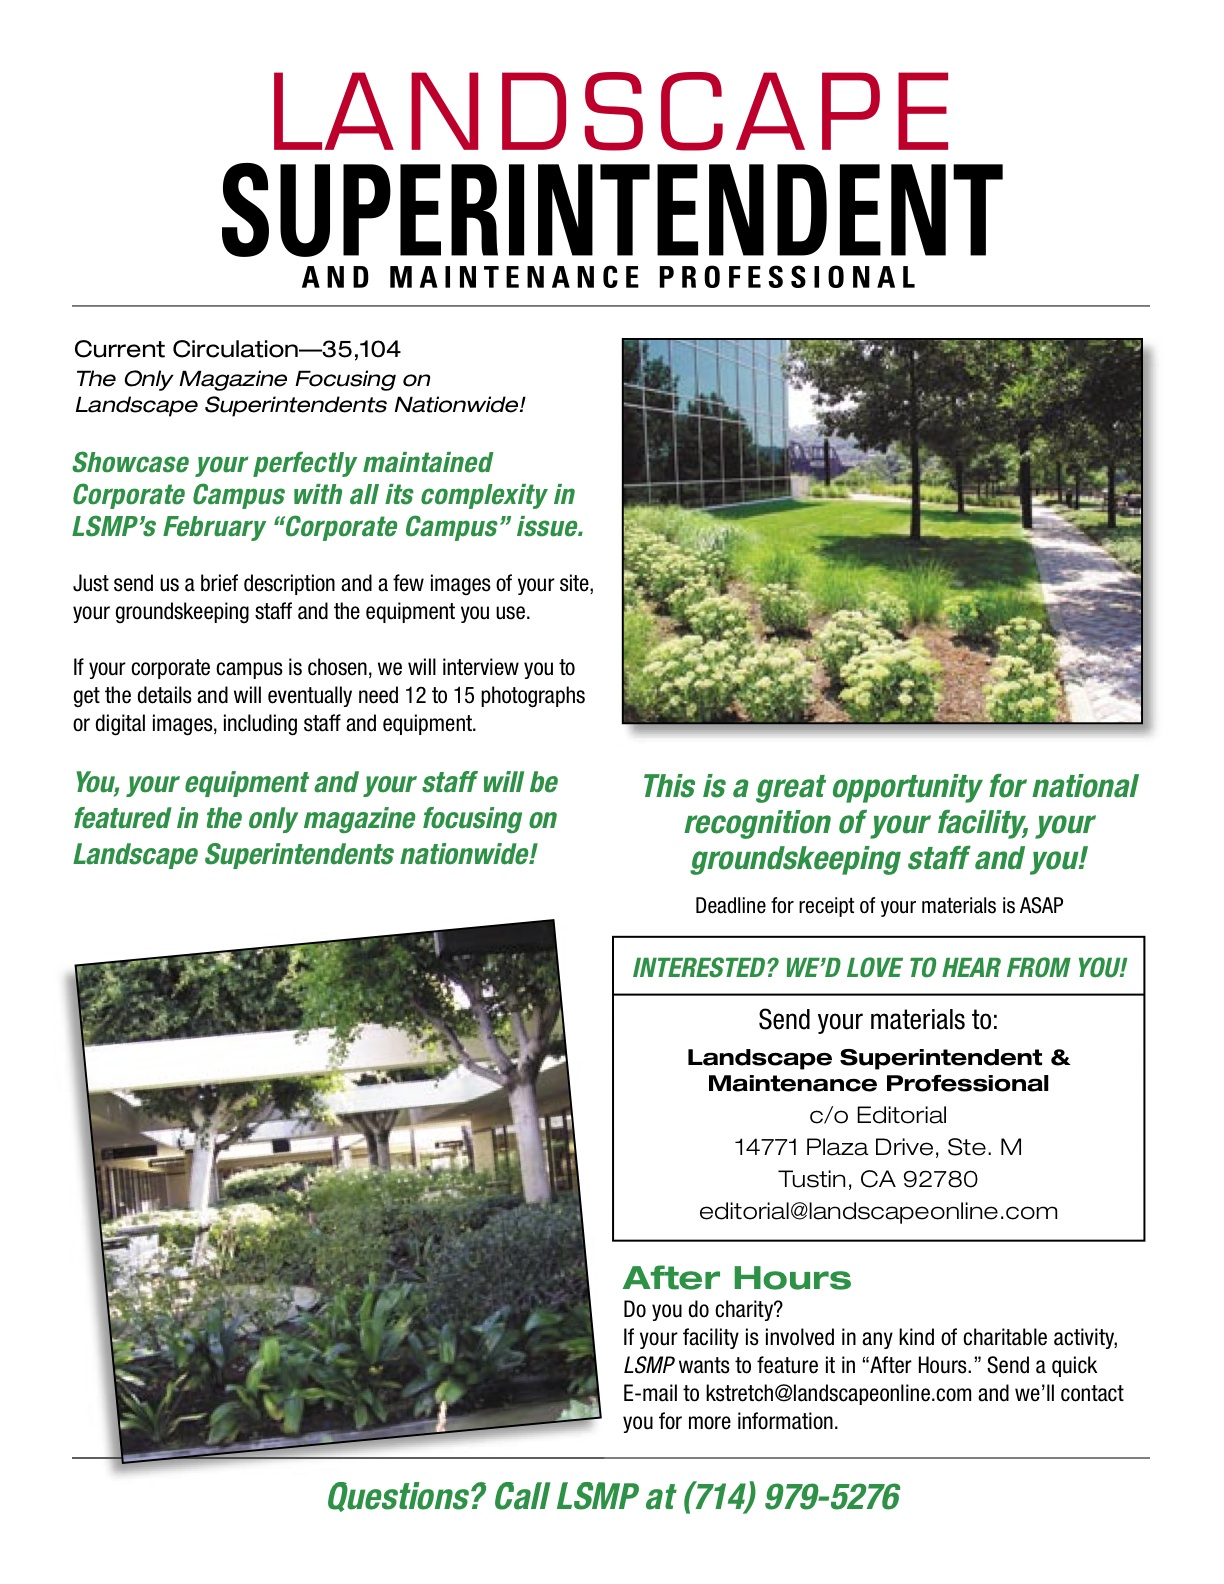 LANDSCAPE
SUPERINTENDENT
AND MAINTENANCE PROFESSIONAL
Current Circulation—35,104
The Only Magazine Focusing on
Landscape Superintendents Nationwide!
Showcase your perfectly maintained
Corporate Campus with all its complexity in
LSMP’s February “Corporate Campus” issue.
Just send us a brief description and a few images of your site,
your groundskeeping staff and the equipment you use.
If your corporate campus is chosen, we will interview you to
get the details and will eventually need 12 to 15 photographs
or digital images, including staff and equipment.
You, your equipment and your staff will be
featured in the only magazine focusing on
Landscape Superintendents nationwide!
This is a great opportunity for national
recognition of your facility, your
groundskeeping staff and you!
Deadline for receipt of your materials is ASAP
INTERESTED? WE’D LOVE TO HEAR FROM YOU!
Send your materials to:
Landscape Superintendent &
Maintenance Professional
c/o Editorial
14771 Plaza Drive, Ste. M
Tustin, CA 92780
editorial@landscapeonline.com
After Hours
Do you do charity?
If your facility is involved in any kind of charitable activity,
LSMP wants to feature it in “After Hours.” Send a quick
E-mail to kstretch@landscapeonline.com and we’ll contact
you for more information.
Questions? Call LSMP at (714) 979-5276